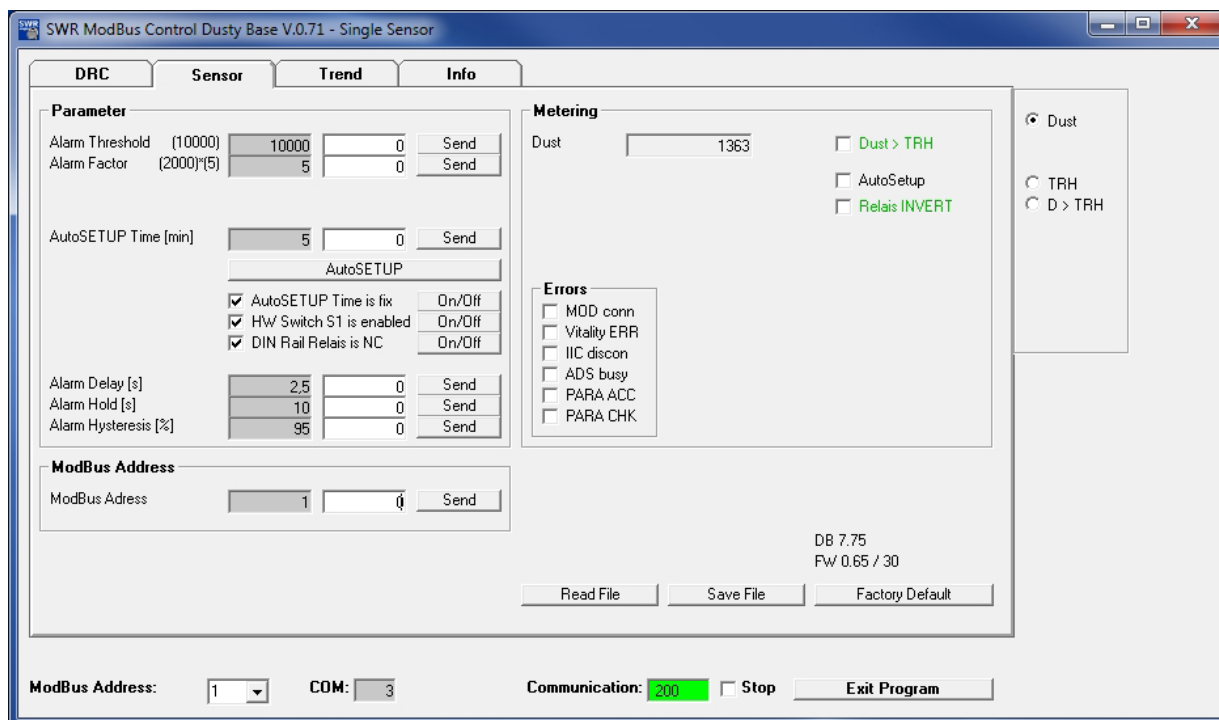 SWR ModBus Control Dusty Base V.0.71 - Single Sensor
DRC Sensor Trend Info
Parameter
Alarm Threshold (10000) 10000 0 Send
Alarm Factor (2000)*(5) 5 0 Send
AutoSETUP Time [min] 5 0 Send
AutoSETUP
AutoSETUP Time is fix On/Off
HW Switch S1 is enabled On/Off
DIN Rail Relais is NC On/Off
Alarm Delay [s] 2,5 0 Send
Alarm Hold [s] 10 0 Send
Alarm Hysteresis [%] 95 0 Send
ModBus Address
ModBus Adress 1 0 Send
Metering
Dust 1363 Dust > TRH
AutoSetup
Relais INVERT
Errors
MOD conn
Vitality ERR
IIC discon
ADS busy
PARA ACC
PARA CHK
DB 7.75
FW 0.65 / 30
Read File Save File Factory Default
Dust
TRH
D > TRH
ModBus Address: 1 COM: 3 Communication: 200 Stop Exit Program